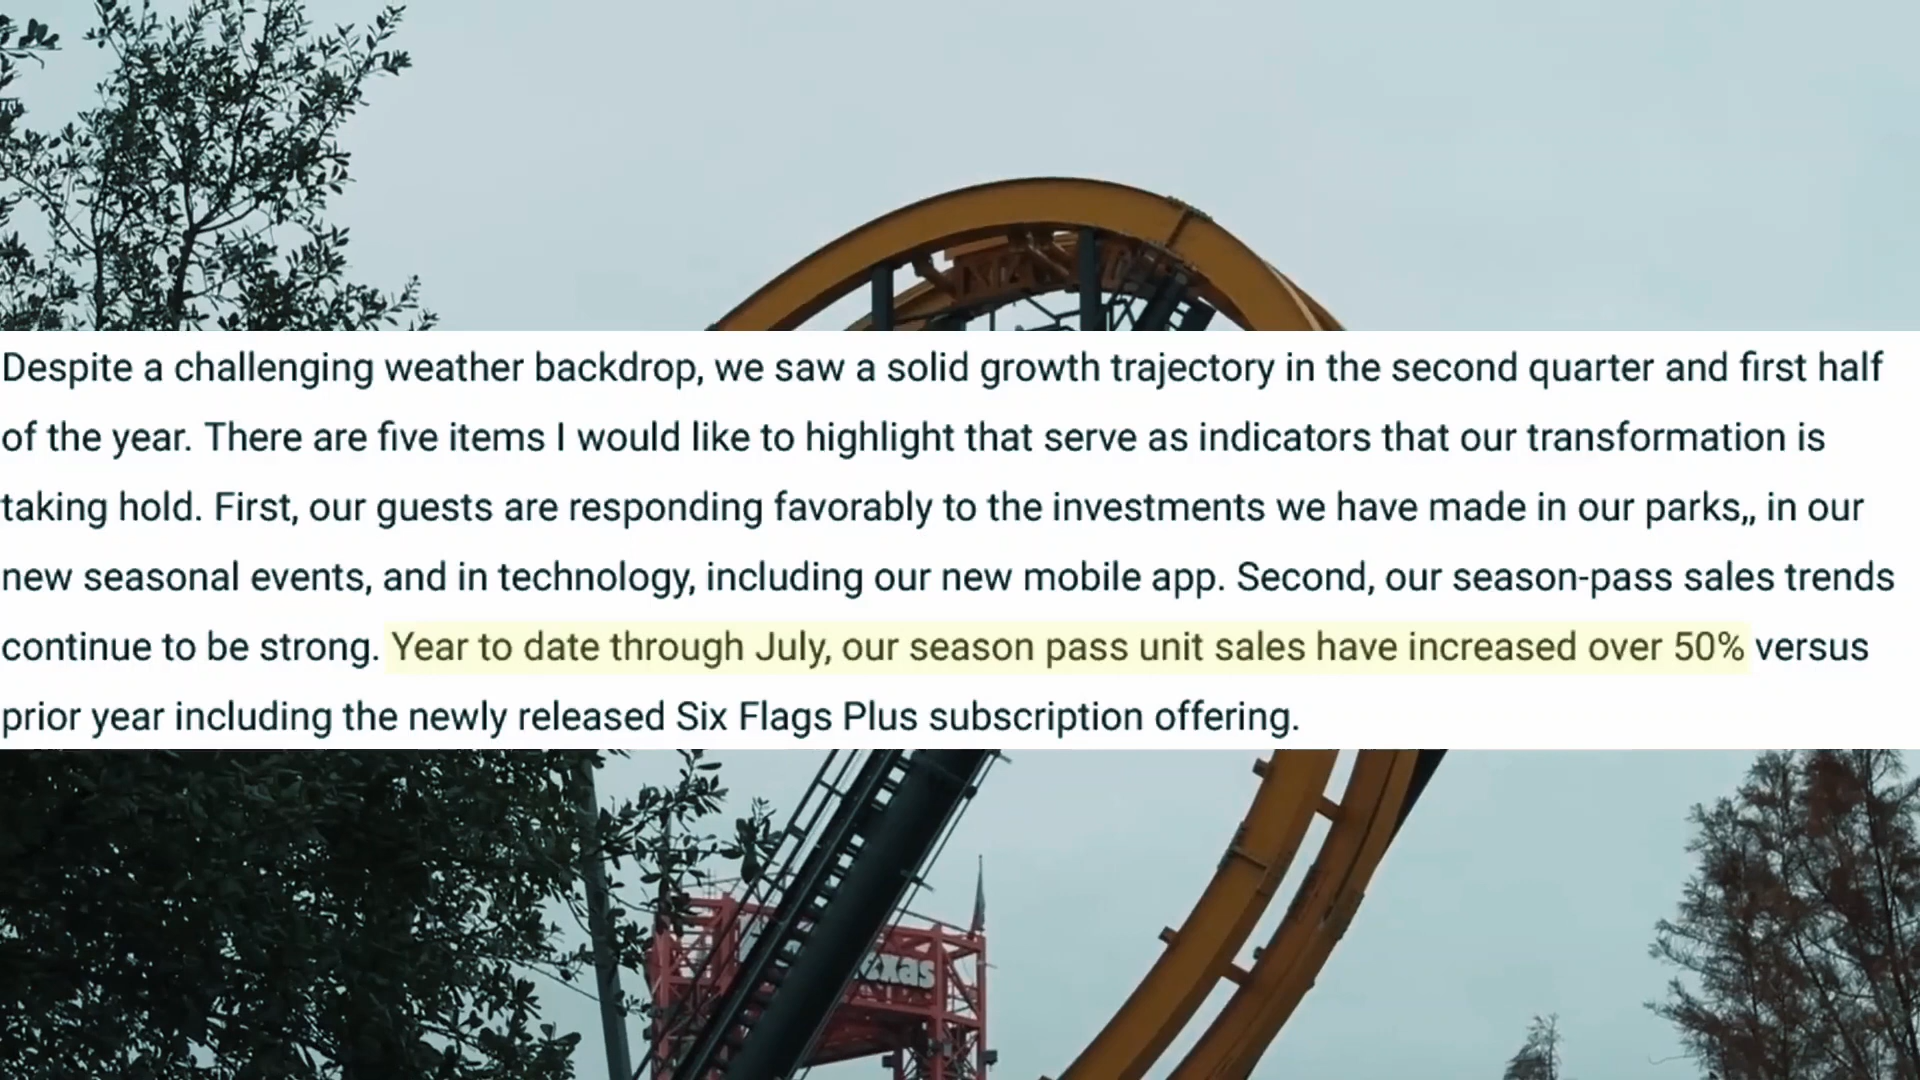 Despite a challenging weather backdrop, we saw a solid growth trajectory in the second quarter and first half
of the year. There are five items I would like to highlight that serve as indicators that our transformation is
taking hold. First, our guests are responding favorably to the investments we have made in our parks,, in our
new seasonal events, and in technology, including our new mobile app. Second, our season-pass sales trends
continue to be strong. Year to date through July, our season pass unit sales have increased over 50% versus
prior year including the newly released Six Flags Plus subscription offering.